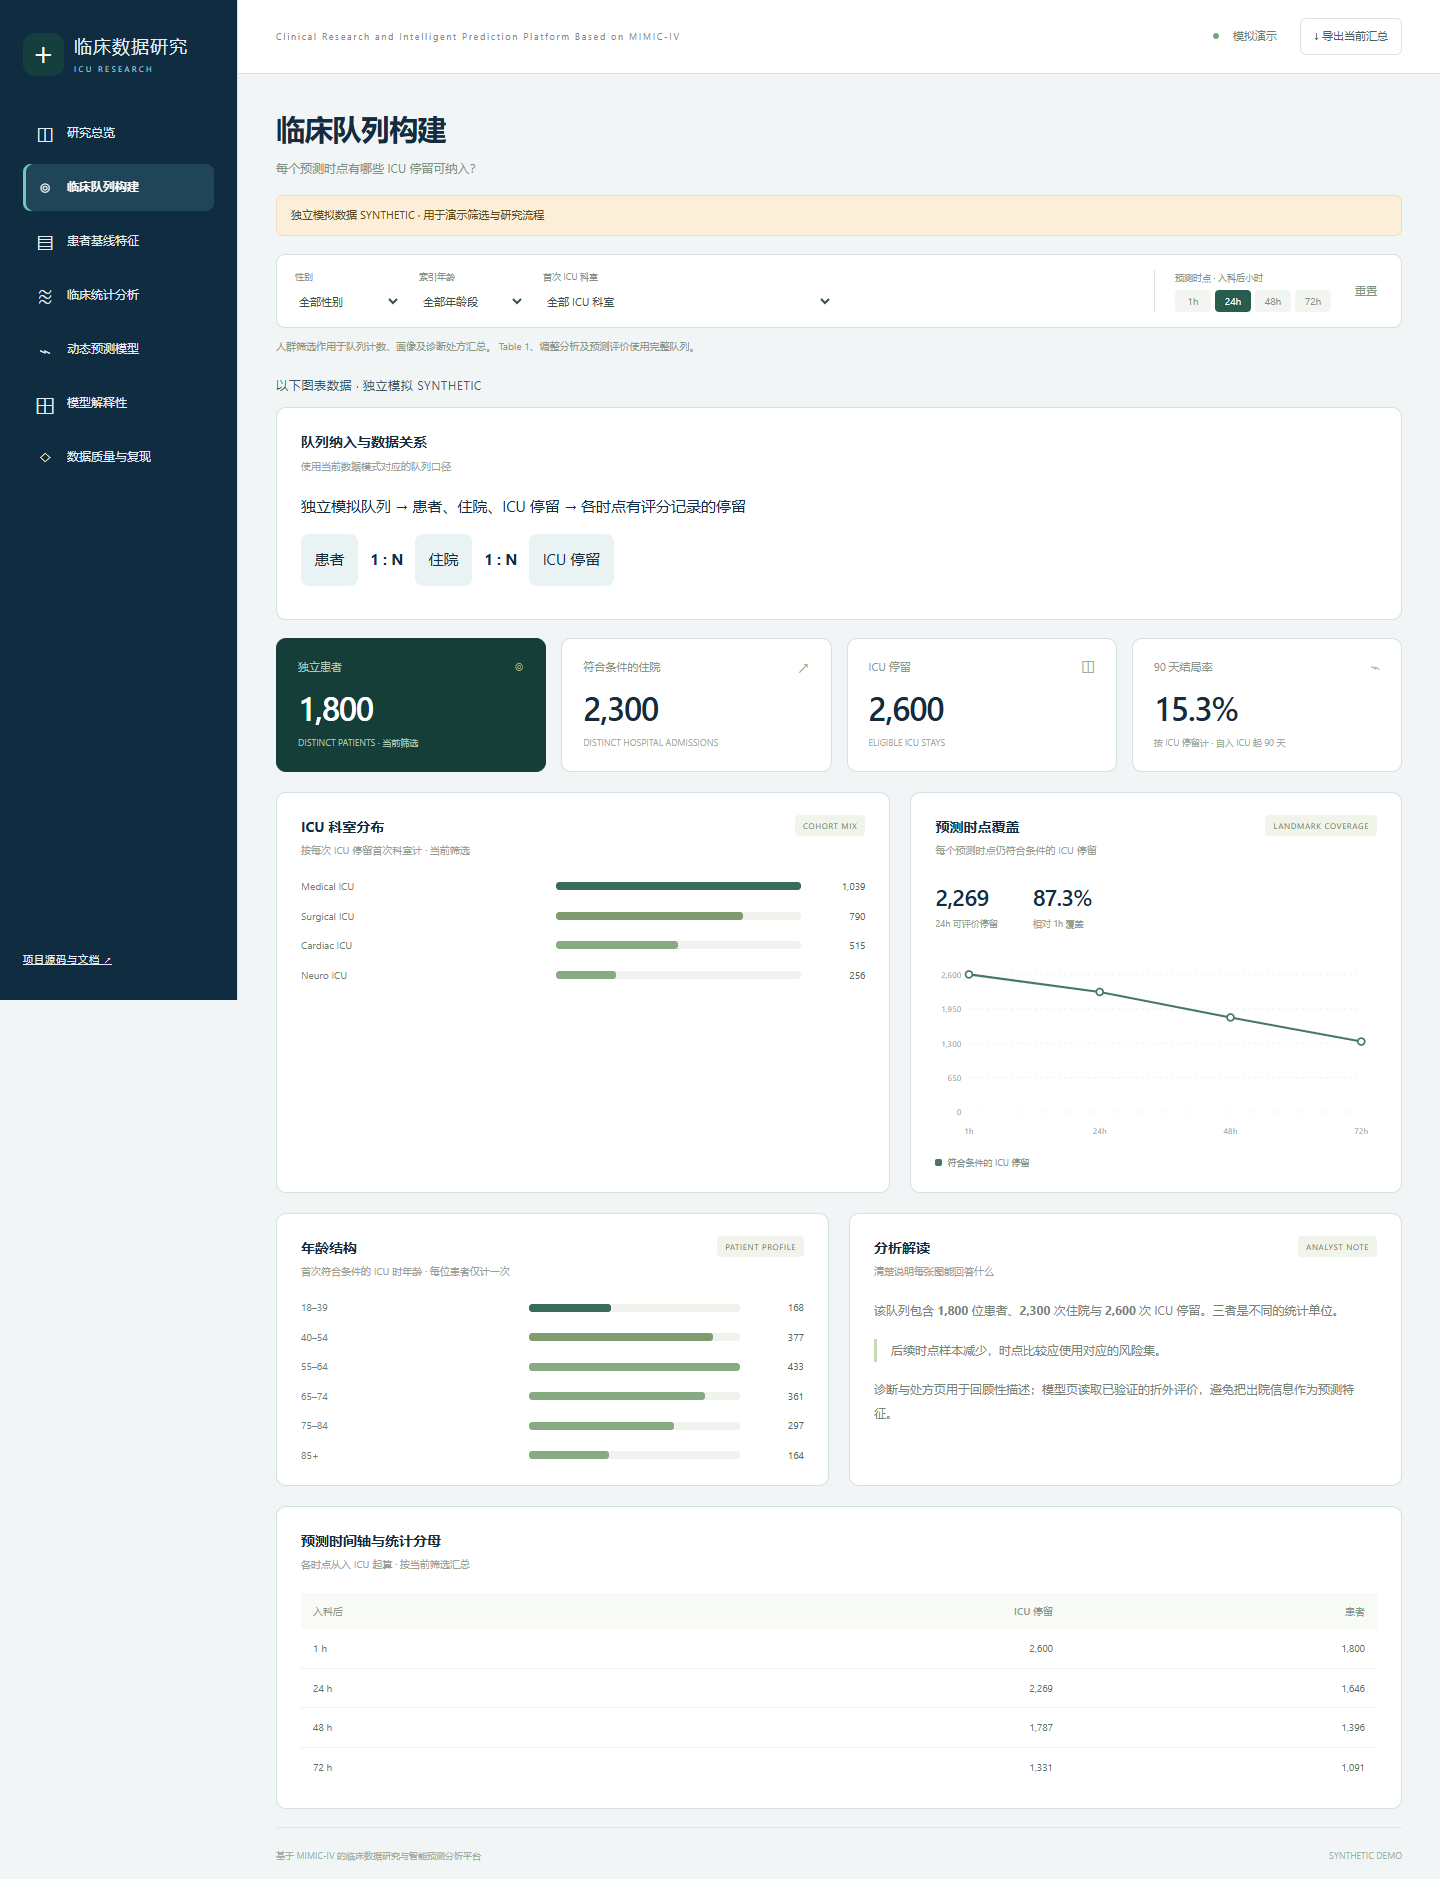 临床数据研究
ICU RESEARCH
研究总览
临床队列构建
患者基线特征
临床统计分析
动态预测模型
模型解释性
数据质量与复现
项目源码与文档 ↗
Clinical Research and Intelligent Prediction Platform Based on MIMIC-IV
模拟演示
↓ 导出当前汇总
临床队列构建
每个预测时点有哪些 ICU 停留可纳入？
独立模拟数据 SYNTHETIC · 用于演示筛选与研究流程
性别
索引年龄
首次 ICU 科室
预测时点 · 入科后小时
全部性别
全部年龄段
全部 ICU 科室
1h
24h
48h
72h
重置
人群筛选作用于队列计数、画像及诊断处方汇总。 Table 1、调整分析及预测评价使用完整队列。
以下图表数据 · 独立模拟 SYNTHETIC
队列纳入与数据关系
使用当前数据模式对应的队列口径
独立模拟队列 → 患者、住院、ICU 停留 → 各时点有评分记录的停留
患者
1 : N
住院
1 : N
ICU 停留
独立患者
1,800
DISTINCT PATIENTS · 当前筛选
符合条件的住院
2,300
DISTINCT HOSPITAL ADMISSIONS
ICU 停留
2,600
ELIGIBLE ICU STAYS
90 天结局率
15.3%
按 ICU 停留计 · 自入 ICU 起 90 天
ICU 科室分布
COHORT MIX
按每次 ICU 停留首次科室计 · 当前筛选
Medical ICU 1,039
Surgical ICU 790
Cardiac ICU 515
Neuro ICU 256
预测时点覆盖
LANDMARK COVERAGE
每个预测时点仍符合条件的 ICU 停留
2,269
24h 可评价停留
87.3%
相对 1h 覆盖
2,600
1,950
1,300
650
0
1h
24h
48h
72h
符合条件的 ICU 停留
年龄结构
PATIENT PROFILE
首次符合条件的 ICU 时年龄 · 每位患者仅计一次
18–39 168
40–54 377
55–64 433
65–74 361
75–84 297
85+ 164
分析解读
ANALYST NOTE
清楚说明每张图能回答什么
该队列包含 1,800 位患者、2,300 次住院与 2,600 次 ICU 停留。三者是不同的统计单位。
后续时点样本减少，时点比较应使用对应的风险集。
诊断与处方页用于回顾性描述；模型页读取已验证的折外评价，避免把出院信息作为预测特
征。
预测时间轴与统计分母
各时点从入 ICU 起算 · 按当前筛选汇总
入科后 ICU 停留 患者
1 h 2,600 1,800
24 h 2,269 1,646
48 h 1,787 1,396
72 h 1,331 1,091
基于 MIMIC-IV 的临床数据研究与智能预测分析平台
SYNTHETIC DEMO